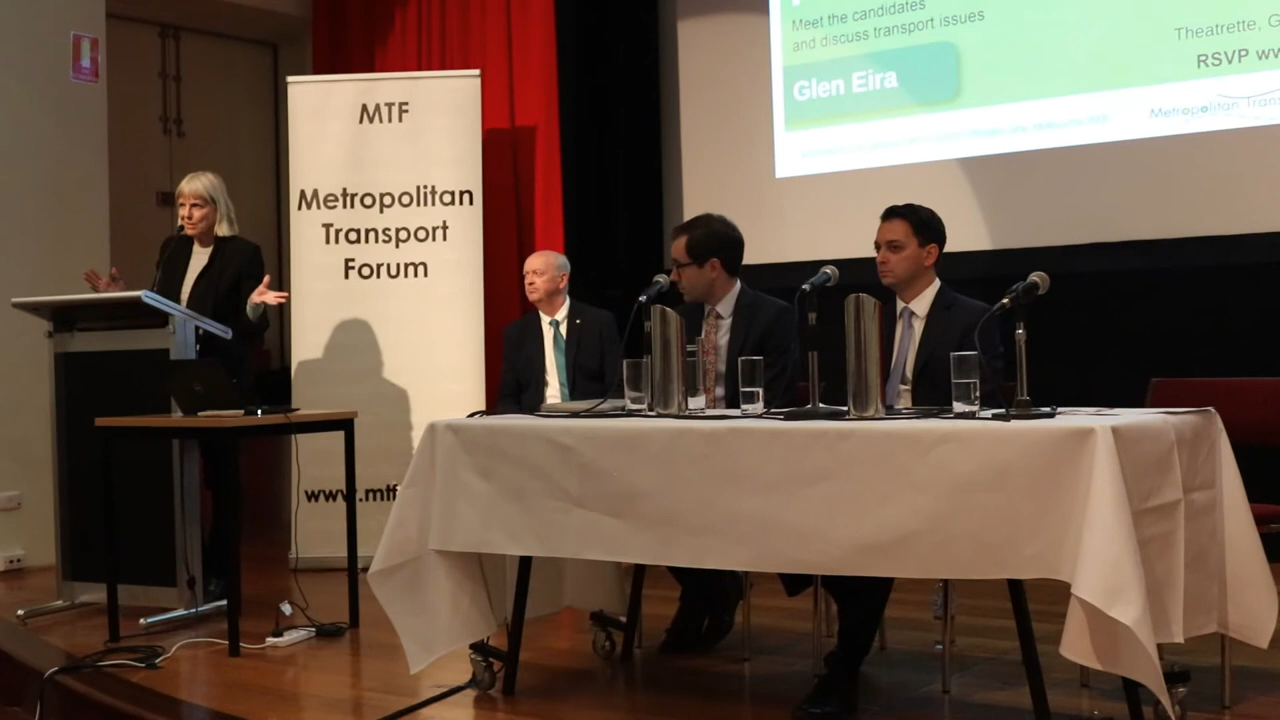 MTF
Metropolitan
Transport
Forum
www.mtf
Meet the candidates
and discuss transport issues
Glen Eira
Theatrette, G
RSVP ww
Metropolitan Trans